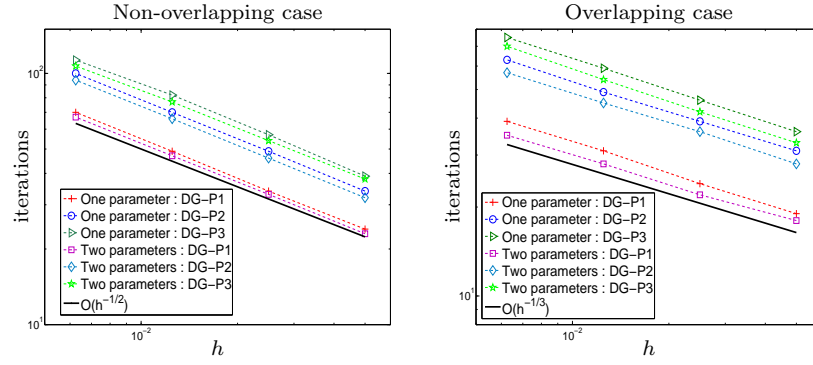 Non-overlapping case
iterations
10^2
10^1
10^-2
h
One parameter : DG-P1
One parameter : DG-P2
One parameter : DG-P3
Two parameters : DG-P1
Two parameters : DG-P2
Two parameters : DG-P3
O(h^-1/2)
Overlapping case
iterations
10^1
10^-2
h
One parameter : DG-P1
One parameter : DG-P2
One parameter : DG-P3
Two parameters : DG-P1
Two parameters : DG-P2
Two parameters : DG-P3
O(h^-1/3)